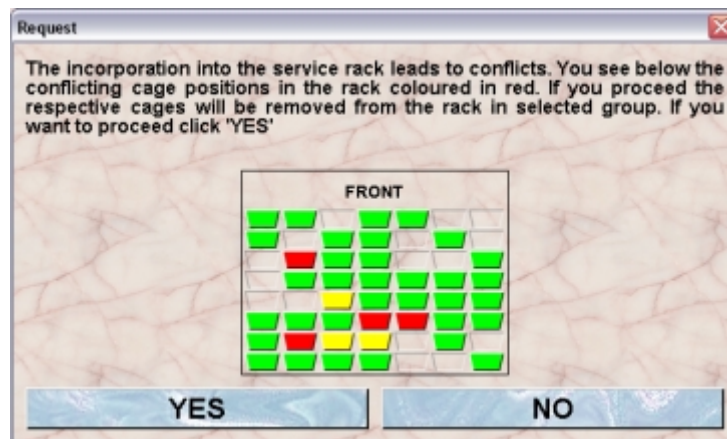 Request
The incorporation into the service rack leads to conflicts. You see below the
conflicting cage positions in the rack coloured in red. If you proceed the
respective cages will be removed from the rack in selected group. If you
want to proceed click 'YES'
FRONT
YES
NO